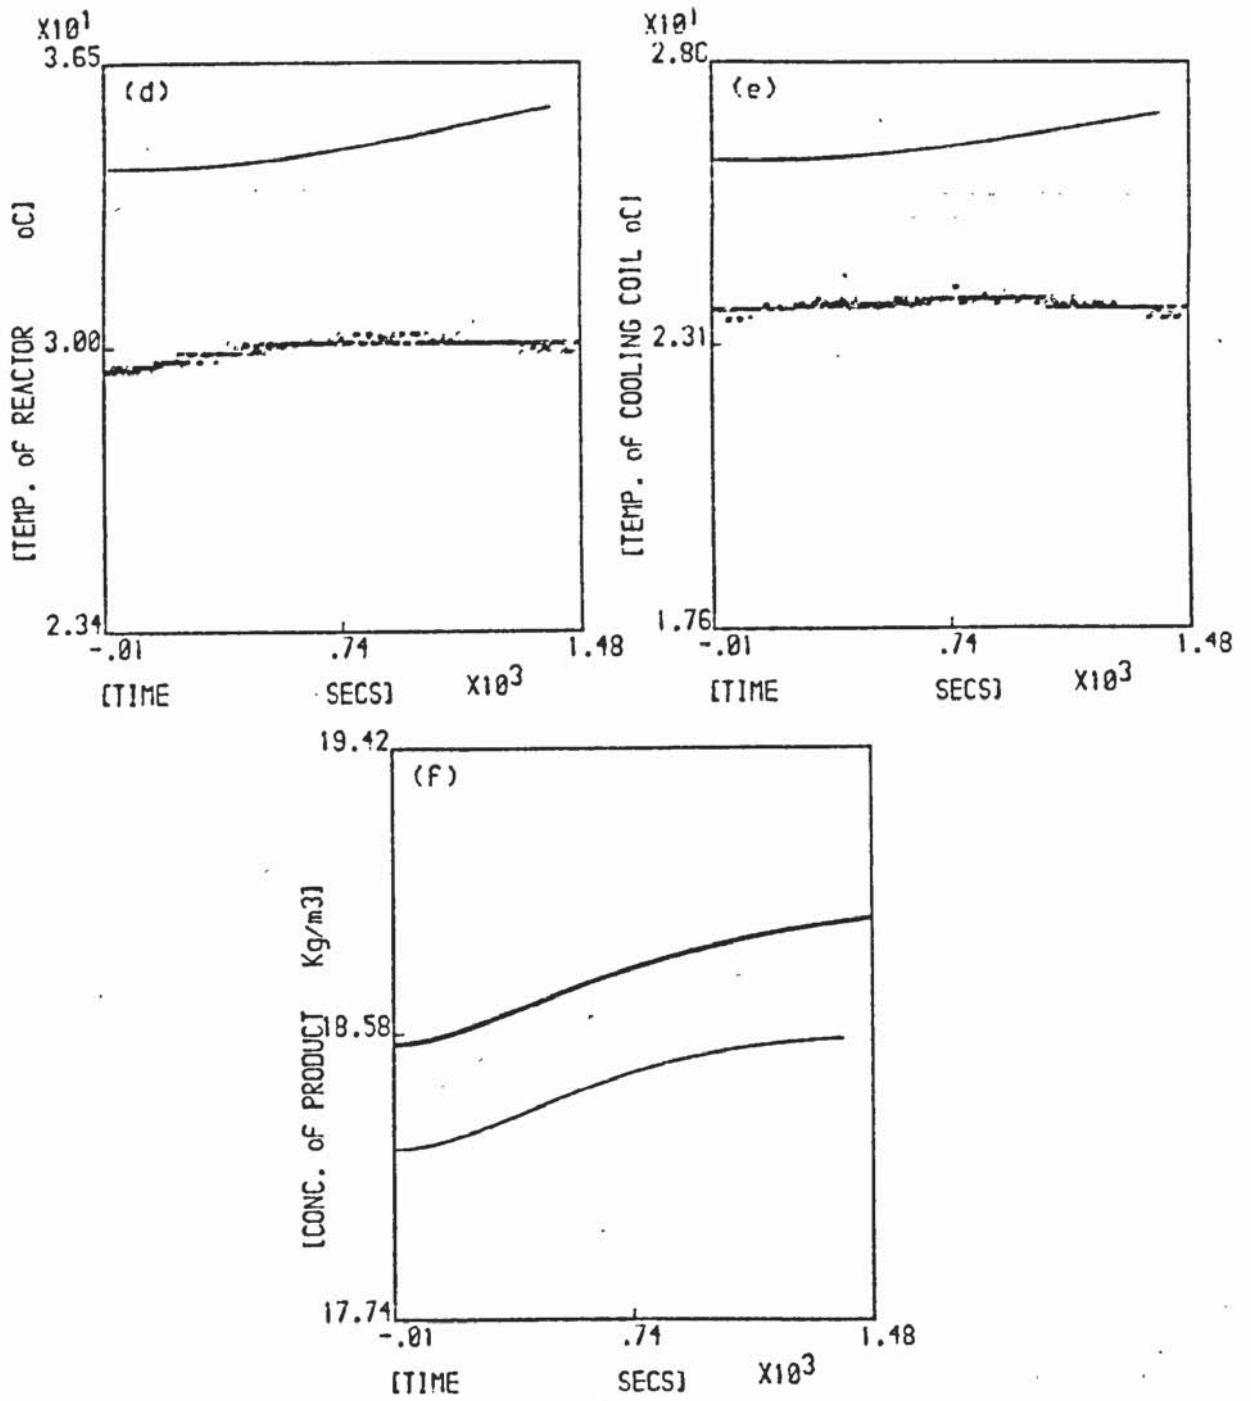 X10¹
3.65
(d)
[TEMP. of REACTOR oC]
3.00
2.34
-.01 .74 1.48
[TIME SECS] X10³
X10¹
2.80
(e)
[TEMP. of COOLING COIL oC]
2.31
1.76
-.01 .74 1.48
[TIME SECS] X10³
19.42
(f)
[CONC. of PRODUCT Kg/m3]
18.58
17.74
-.01 .74 1.48
[TIME SECS] X10³